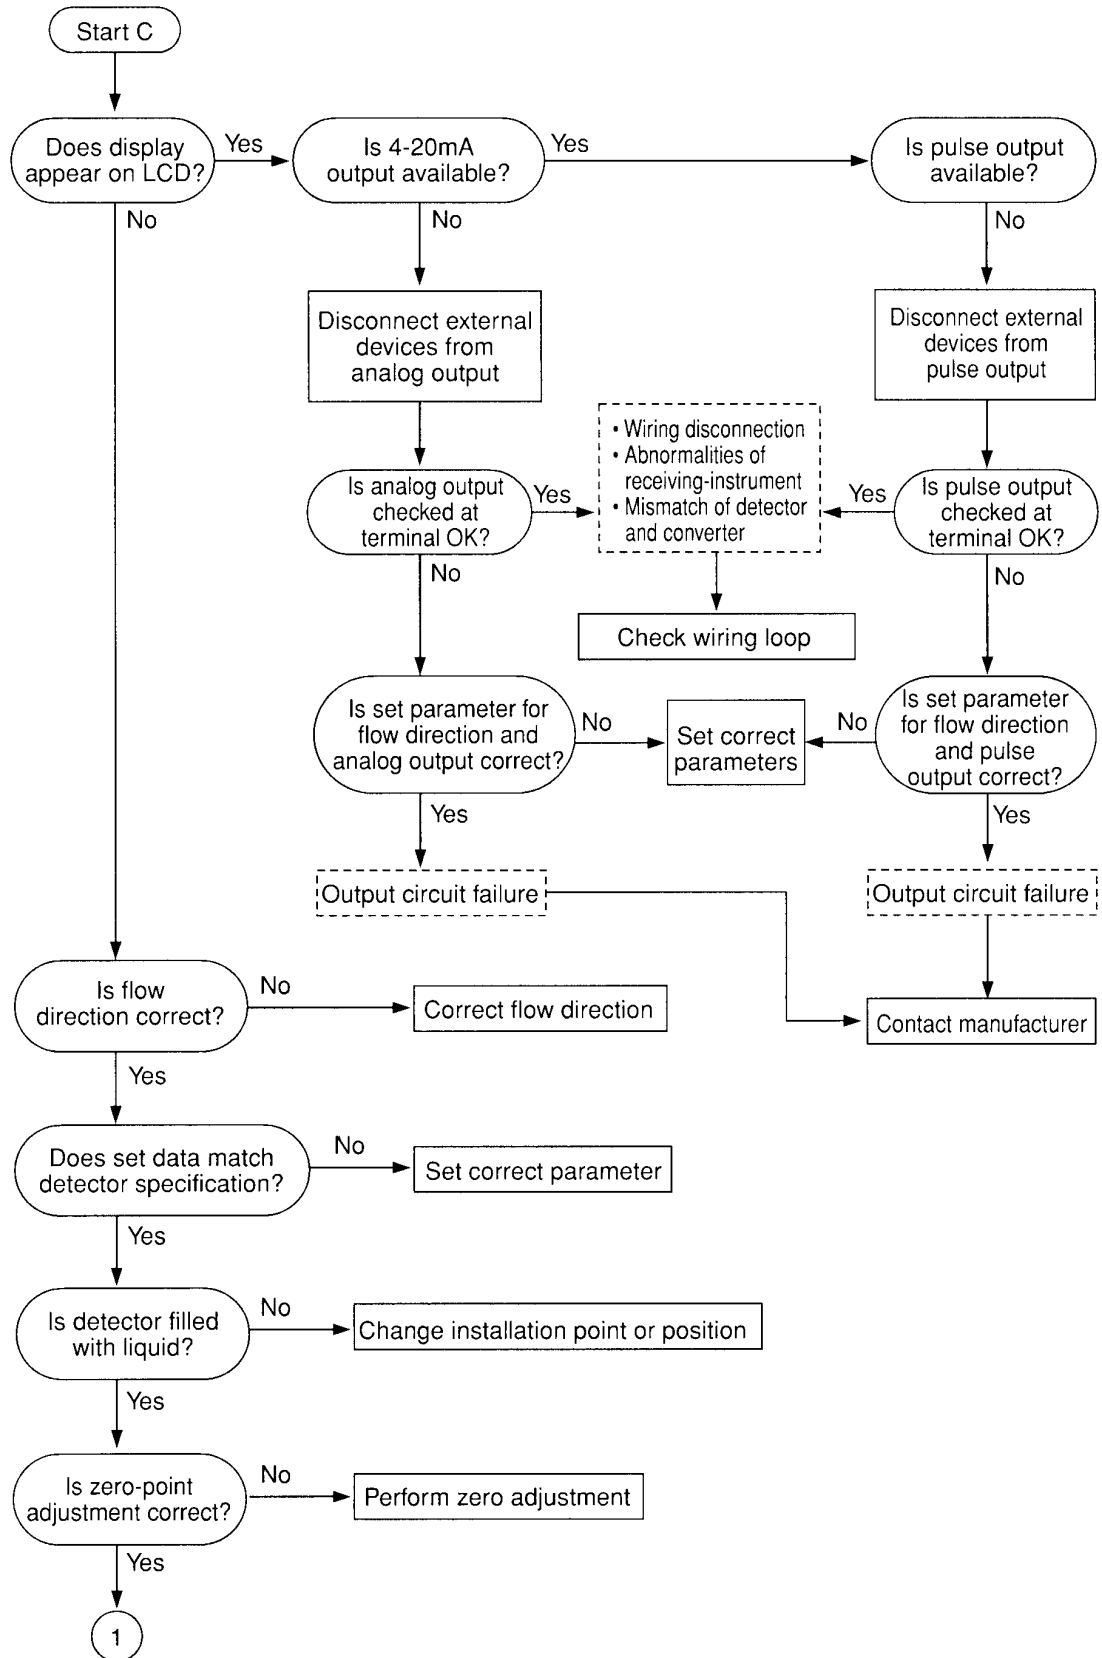 Start C
Does display
appear on LCD?
Yes
Is 4-20mA
output available?
Yes
Is pulse output
available?
No
No
No
Disconnect external
devices from
analog output
Disconnect external
devices from
pulse output
• Wiring disconnection
• Abnormalities of
receiving-instrument
• Mismatch of detector
and converter
Is analog output
checked at
terminal OK?
Yes
Yes
Is pulse output
checked at
terminal OK?
No
No
Check wiring loop
Is set parameter for
flow direction and
analog output correct?
No
Set correct
parameters
No
Is set parameter
for flow direction
and pulse
output correct?
Yes
Yes
Output circuit failure
Output circuit failure
Is flow
direction correct?
No
Correct flow direction
Contact manufacturer
Yes
Does set data match
detector specification?
No
Set correct parameter
Yes
Is detector filled
with liquid?
No
Change installation point or position
Yes
Is zero-point
adjustment correct?
No
Perform zero adjustment
Yes
1